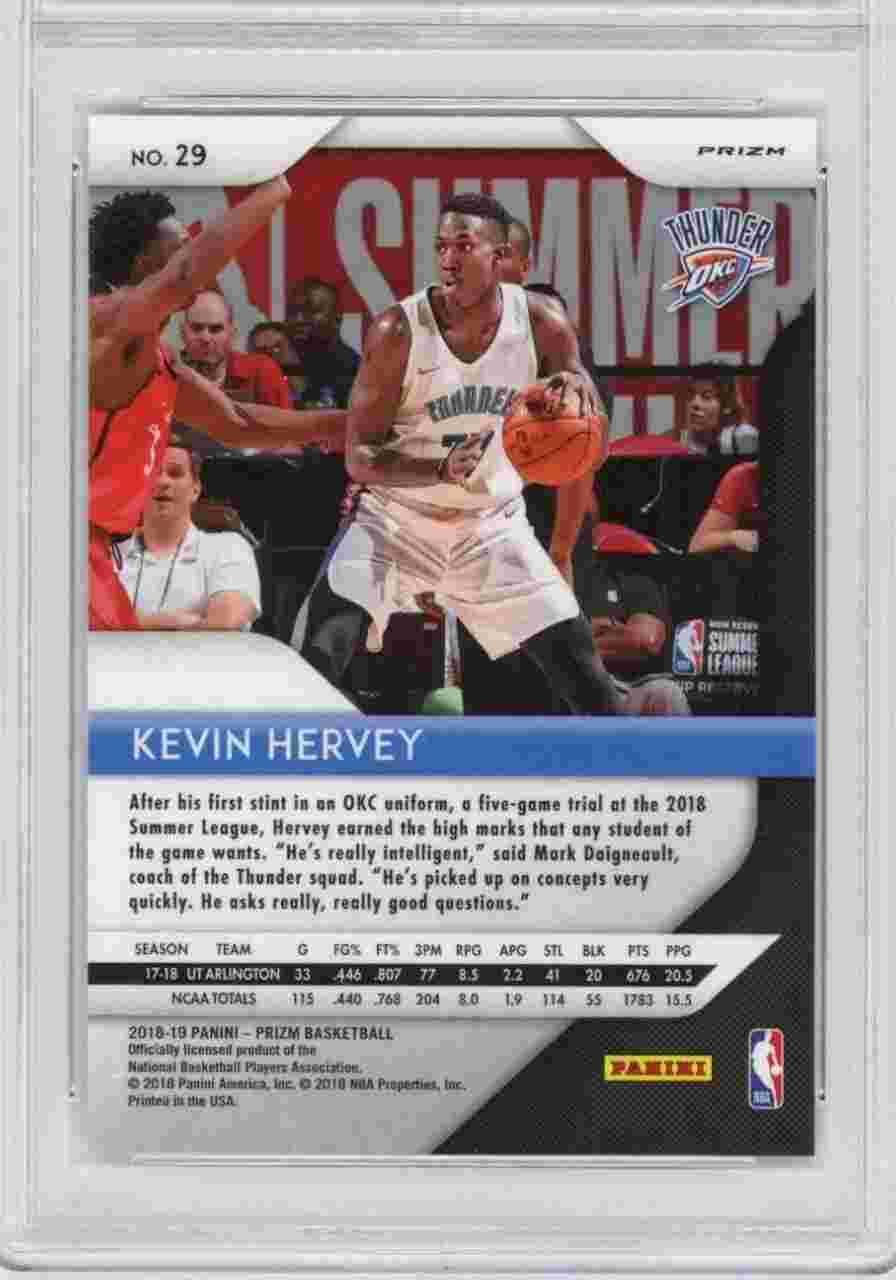 NO. 29
PRIZM
SUMMER
THUNDER
OKC
THUNDER
7
3
SUMME
LEAGUE
KEVIN HERVEY
After his first stint in an OKC uniform, a five-game trial at the 2018
Summer League, Hervey earned the high marks that any student of
the game wants. “He’s really intelligent,” said Mark Daigneault,
coach of the Thunder squad. “He’s picked up on concepts very
quickly. He asks really, really good questions.”
SEASON TEAM G FG% FT% 3PM RPG APG STL BLK PTS PPG
17-18 UT ARLINGTON 33 .446 .807 77 8.5 2.2 41 20 676 20.5
NCAA TOTALS 115 .440 .768 204 8.0 1.9 114 55 1783 15.5
2018-19 PANINI – PRIZM BASKETBALL
Officially licensed product of the
National Basketball Players Association.
© 2018 Panini America, Inc. © 2018 NBA Properties, Inc.
Printed in the USA.
PANINI
NBA